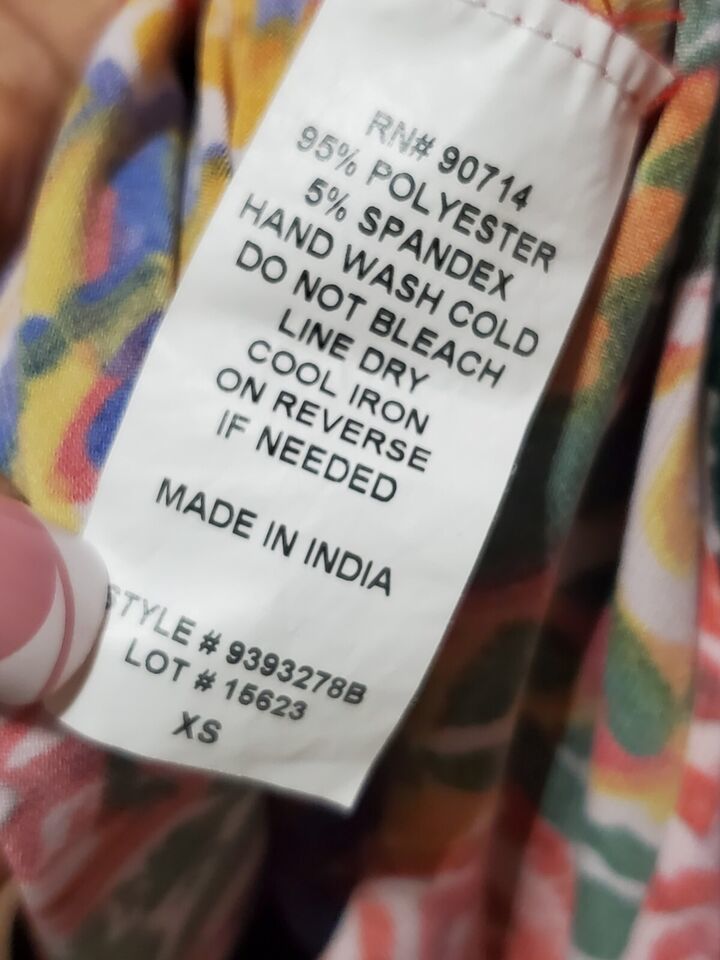 RN# 90714
95% POLYESTER
5% SPANDEX
HAND WASH COLD
DO NOT BLEACH
LINE DRY
COOL IRON
ON REVERSE
IF NEEDED
MADE IN INDIA
STYLE # 9393278B
LOT # 15623
XS